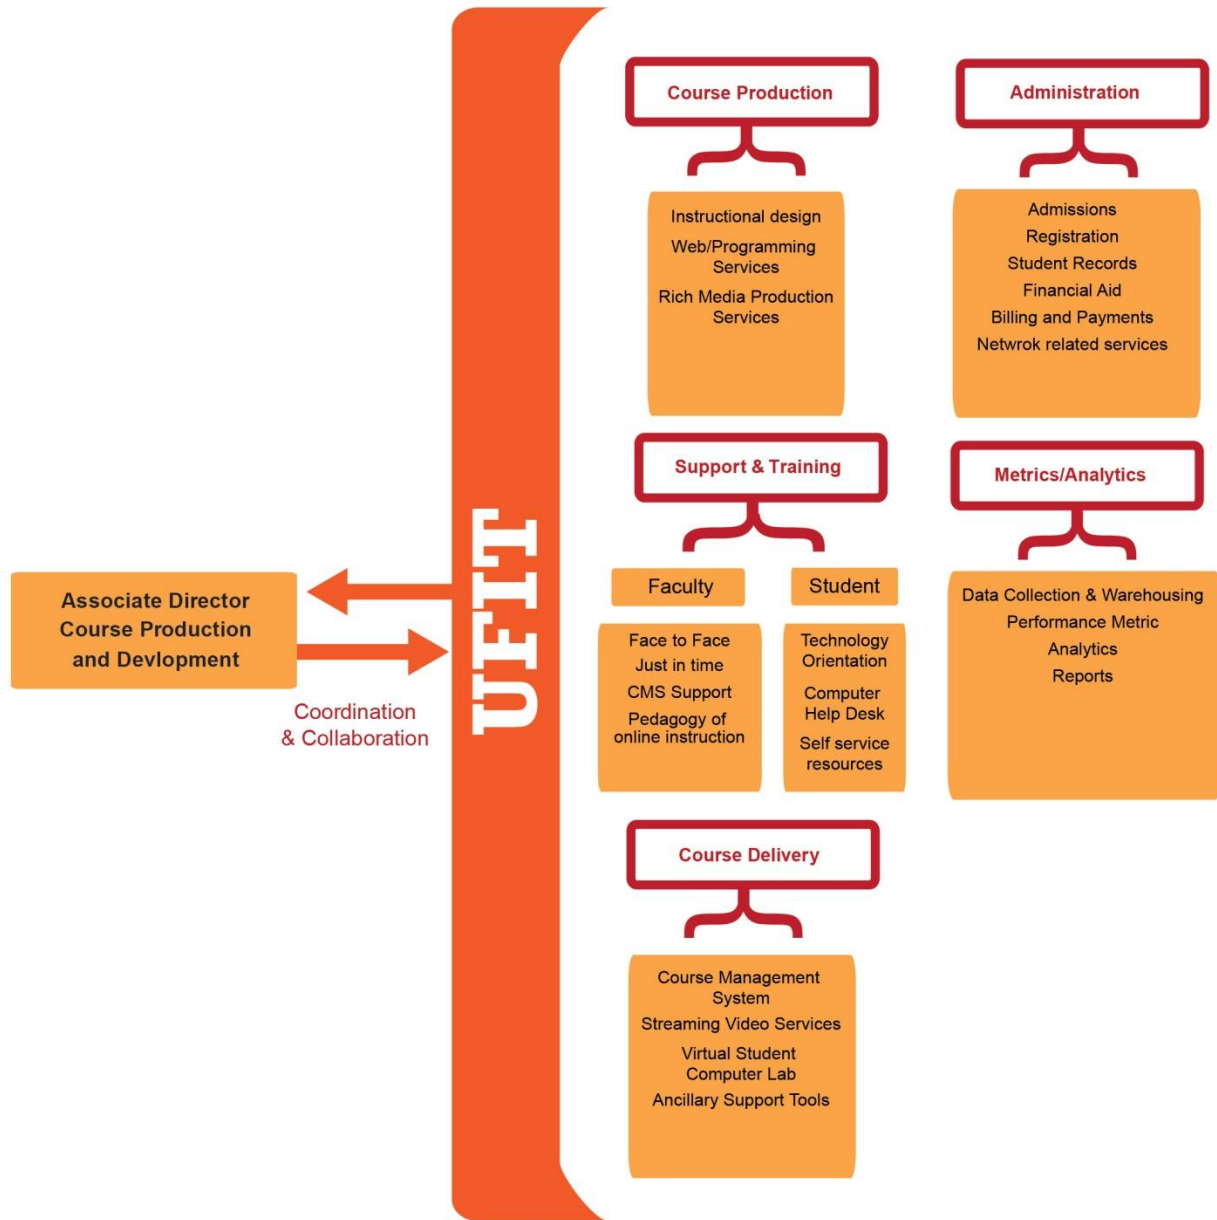 Course Production
Instructional design
Web/Programming
Services
Rich Media Production
Services
Administration
Admissions
Registration
Student Records
Financial Aid
Billing and Payments
Netwrok related services
Support & Training
Faculty
Face to Face
Just in time
CMS Support
Pedagogy of
online instruction
Student
Technology
Orientation
Computer
Help Desk
Self service
resources
Metrics/Analytics
Data Collection & Warehousing
Performance Metric
Analytics
Reports
UFIT
Associate Director
Course Production
and Devlopment
Coordination
& Collaboration
Course Delivery
Course Management
System
Streaming Video Services
Virtual Student
Computer Lab
Ancillary Support Tools